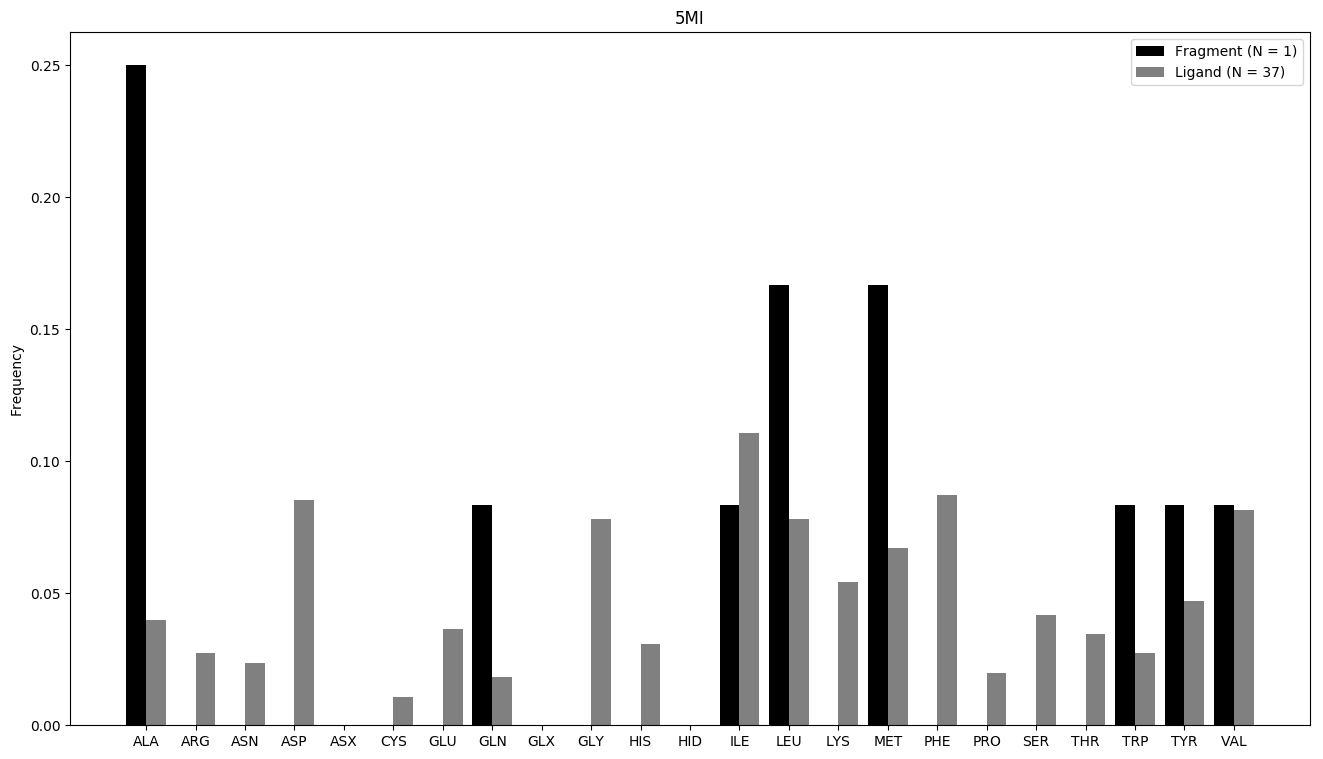 5MI
Fragment (N = 1)
Ligand (N = 37)
Frequency
0.25
0.20
0.15
0.10
0.05
0.00
ALA ARG ASN ASP ASX CYS GLU GLN GLX GLY HIS HID ILE LEU LYS MET PHE PRO SER THR TRP TYR VAL